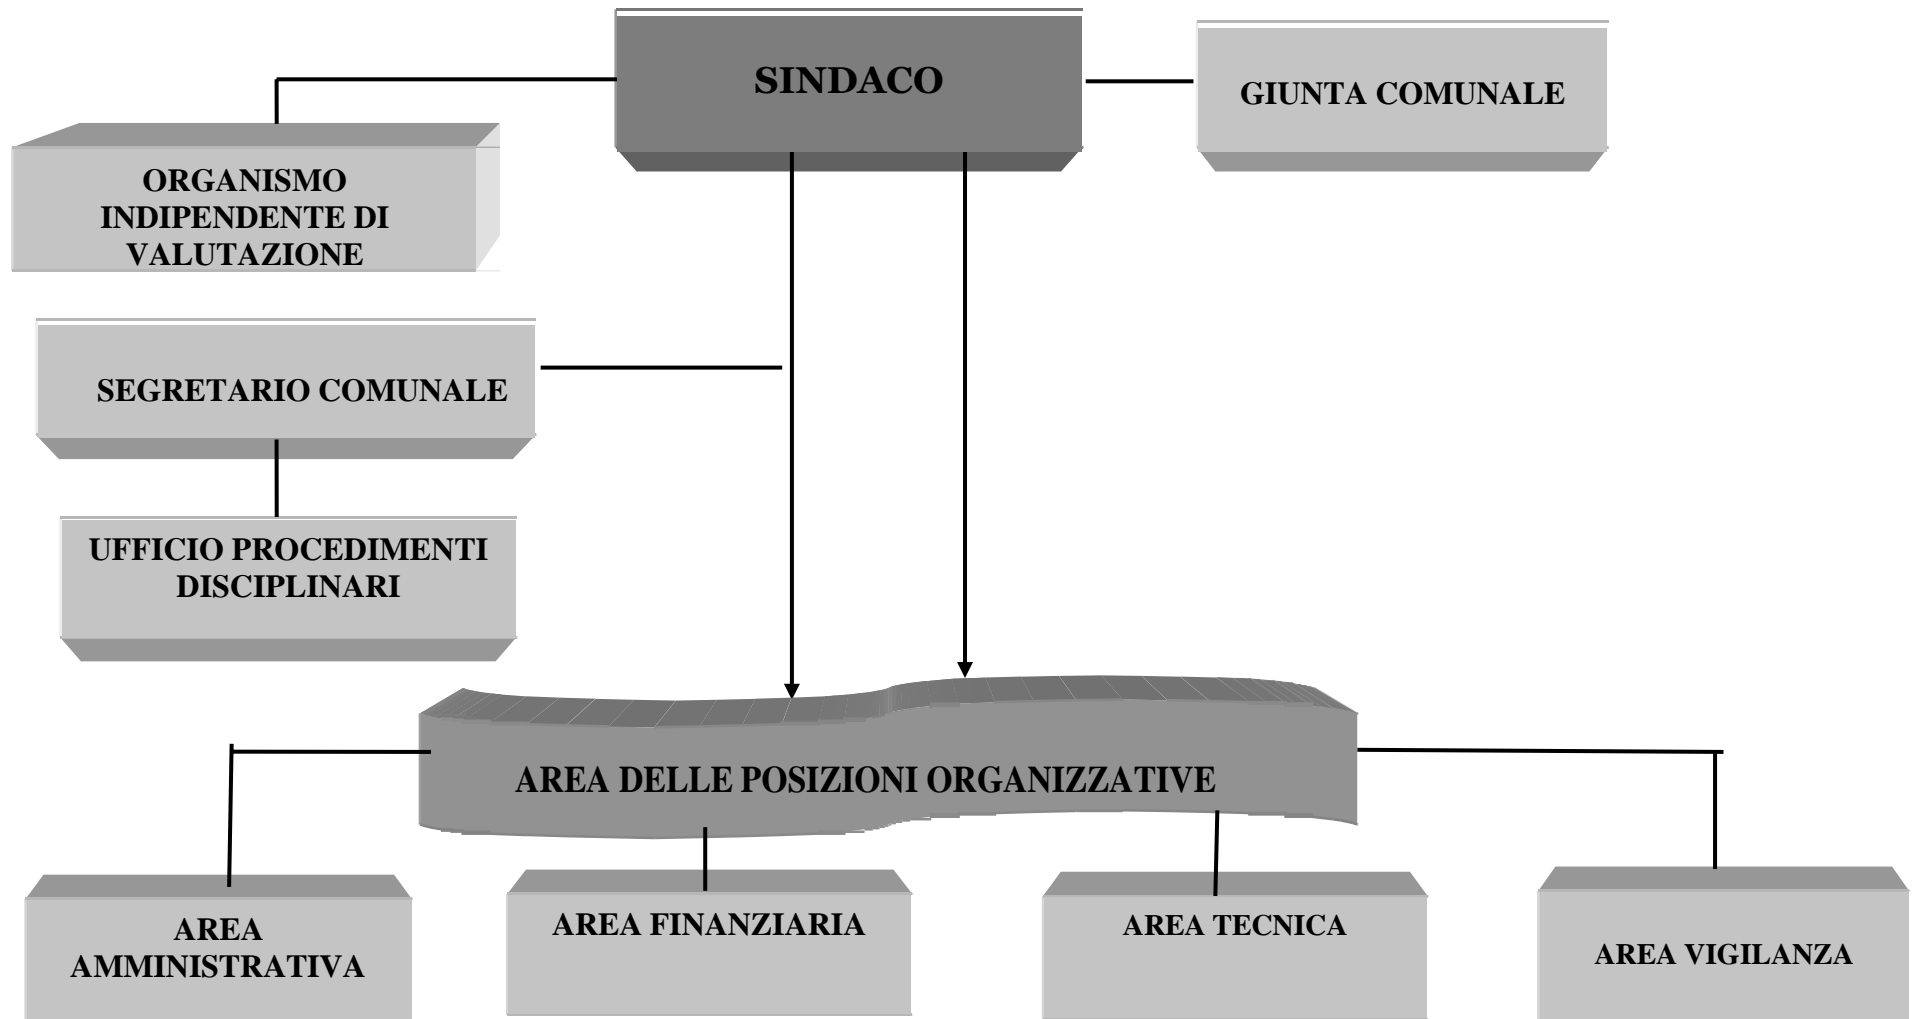 SINDACO
GIUNTA COMUNALE
ORGANISMO
INDIPENDENTE DI
VALUTAZIONE
SEGRETARIO COMUNALE
UFFICIO PROCEDIMENTI
DISCIPLINARI
AREA DELLE POSIZIONI ORGANIZZATIVE
AREA
AMMINISTRATIVA
AREA FINANZIARIA
AREA TECNICA
AREA VIGILANZA